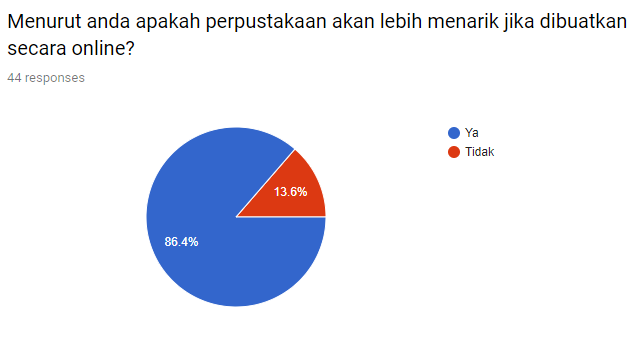 Menurut anda apakah perpustakaan akan lebih menarik jika dibuatkan
secara online?
44 responses
Ya
Tidak
13.6%
86.4%